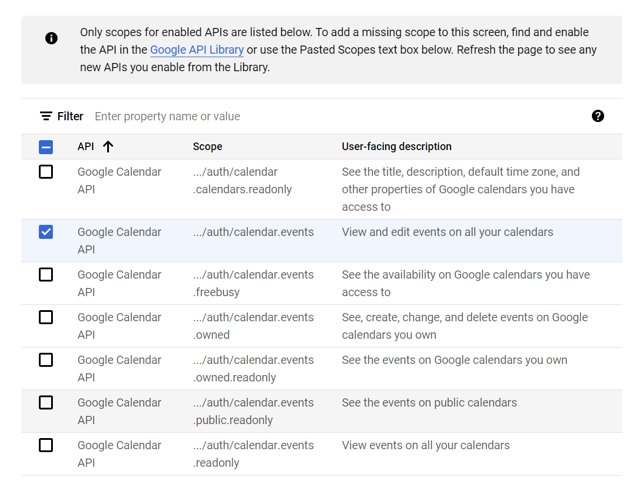 Only scopes for enabled APIs are listed below. To add a missing scope to this screen, find and enable
the API in the Google API Library or use the Pasted Scopes text box below. Refresh the page to see any
new APIs you enable from the Library.
Filter Enter property name or value
API Scope User-facing description
Google Calendar .../auth/calendar See the title, description, default time zone, and
API .calendars.readonly other properties of Google calendars you have
access to
Google Calendar .../auth/calendar.events View and edit events on all your calendars
API
Google Calendar .../auth/calendar.events See the availability on Google calendars you have
API .freebusy access to
Google Calendar .../auth/calendar.events See, create, change, and delete events on Google
API .owned calendars you own
Google Calendar .../auth/calendar.events See the events on Google calendars you own
API .owned.readonly
Google Calendar .../auth/calendar.events See the events on public calendars
API .public.readonly
Google Calendar .../auth/calendar.events View events on all your calendars
API .readonly